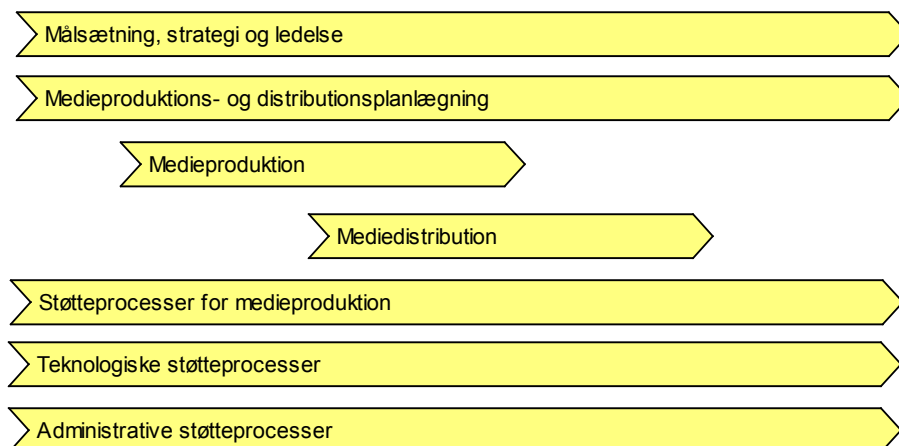 Målsætning, strategi og ledelse
Medieproduktions- og distributionsplanlægning
Medieproduktion
Mediedistribution
Støtteprocesser for medieproduktion
Teknologiske støtteprocesser
Administrative støtteprocesser